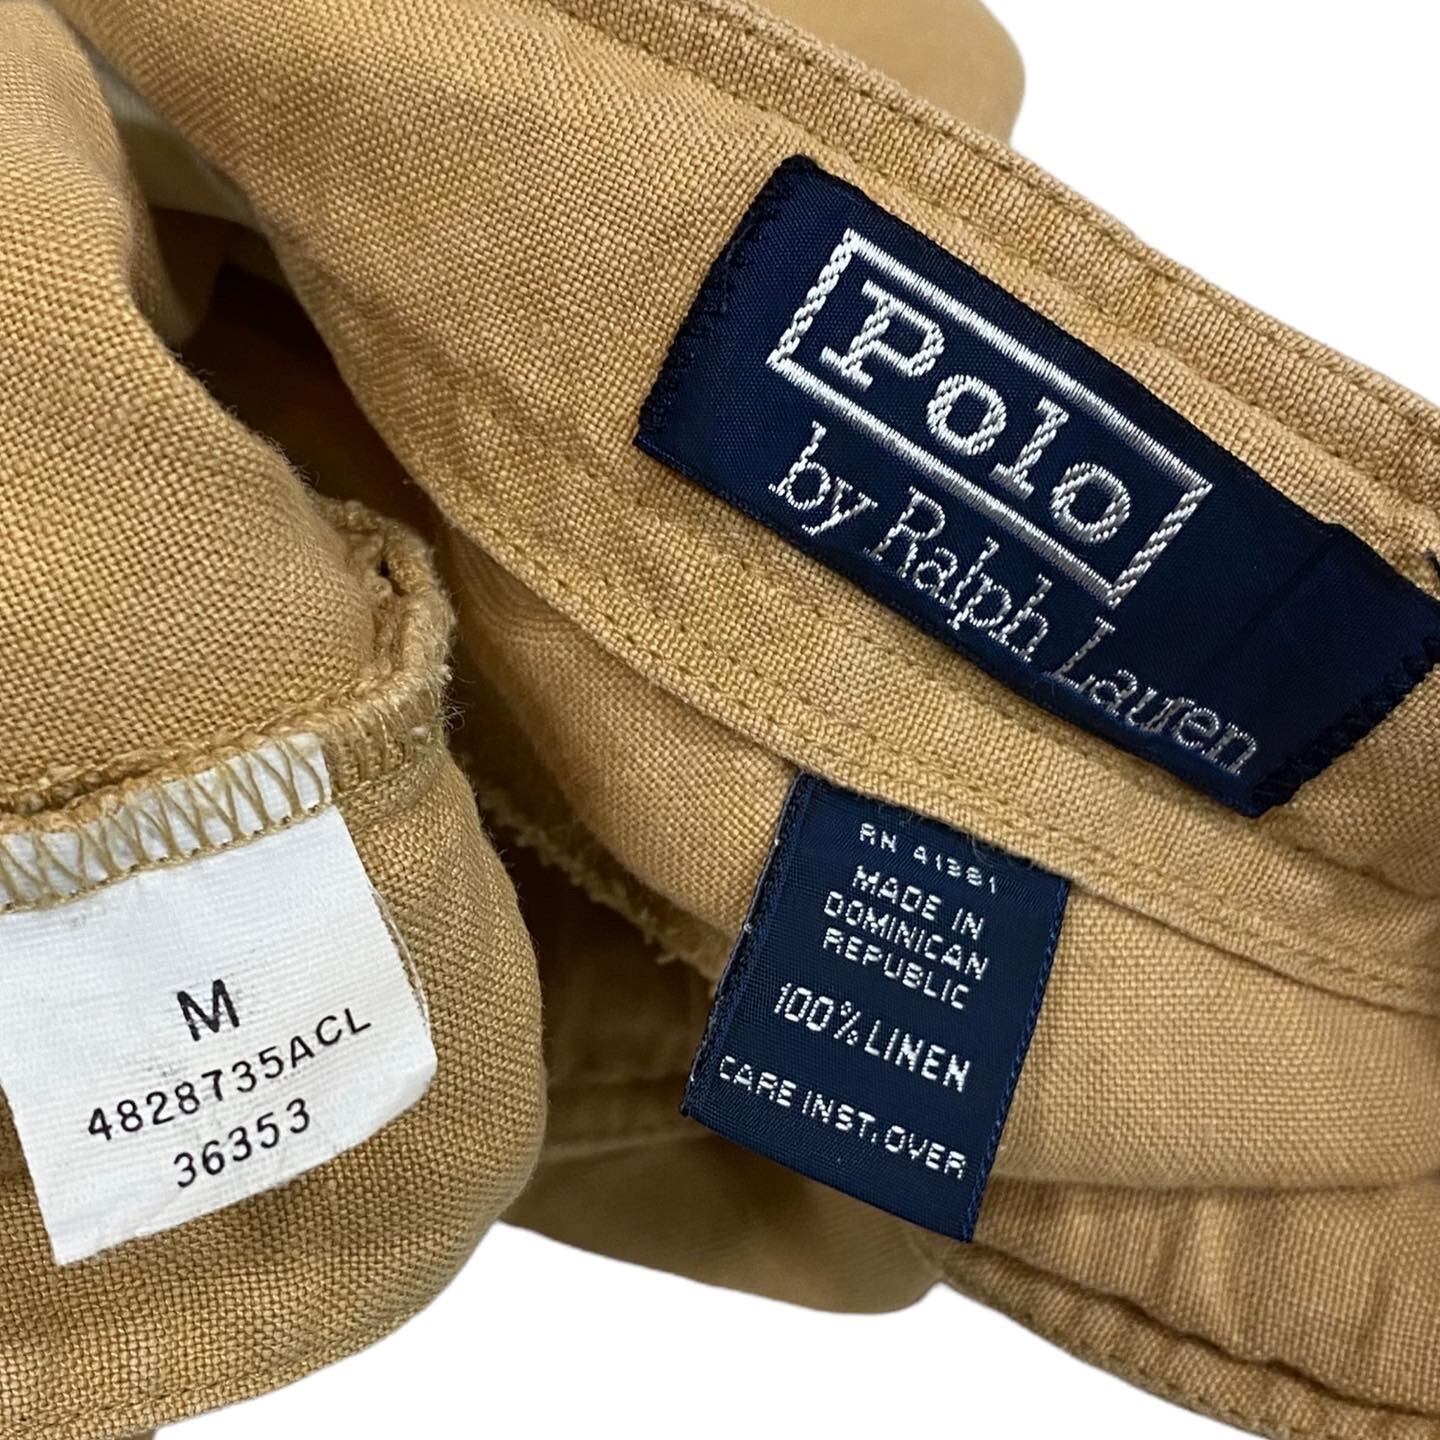 Polo
by Ralph Lauren
RN 41381
MADE IN
DOMINICAN
REPUBLIC
100% LINEN
CARE INST. OVER
M
4828735ACL
36353